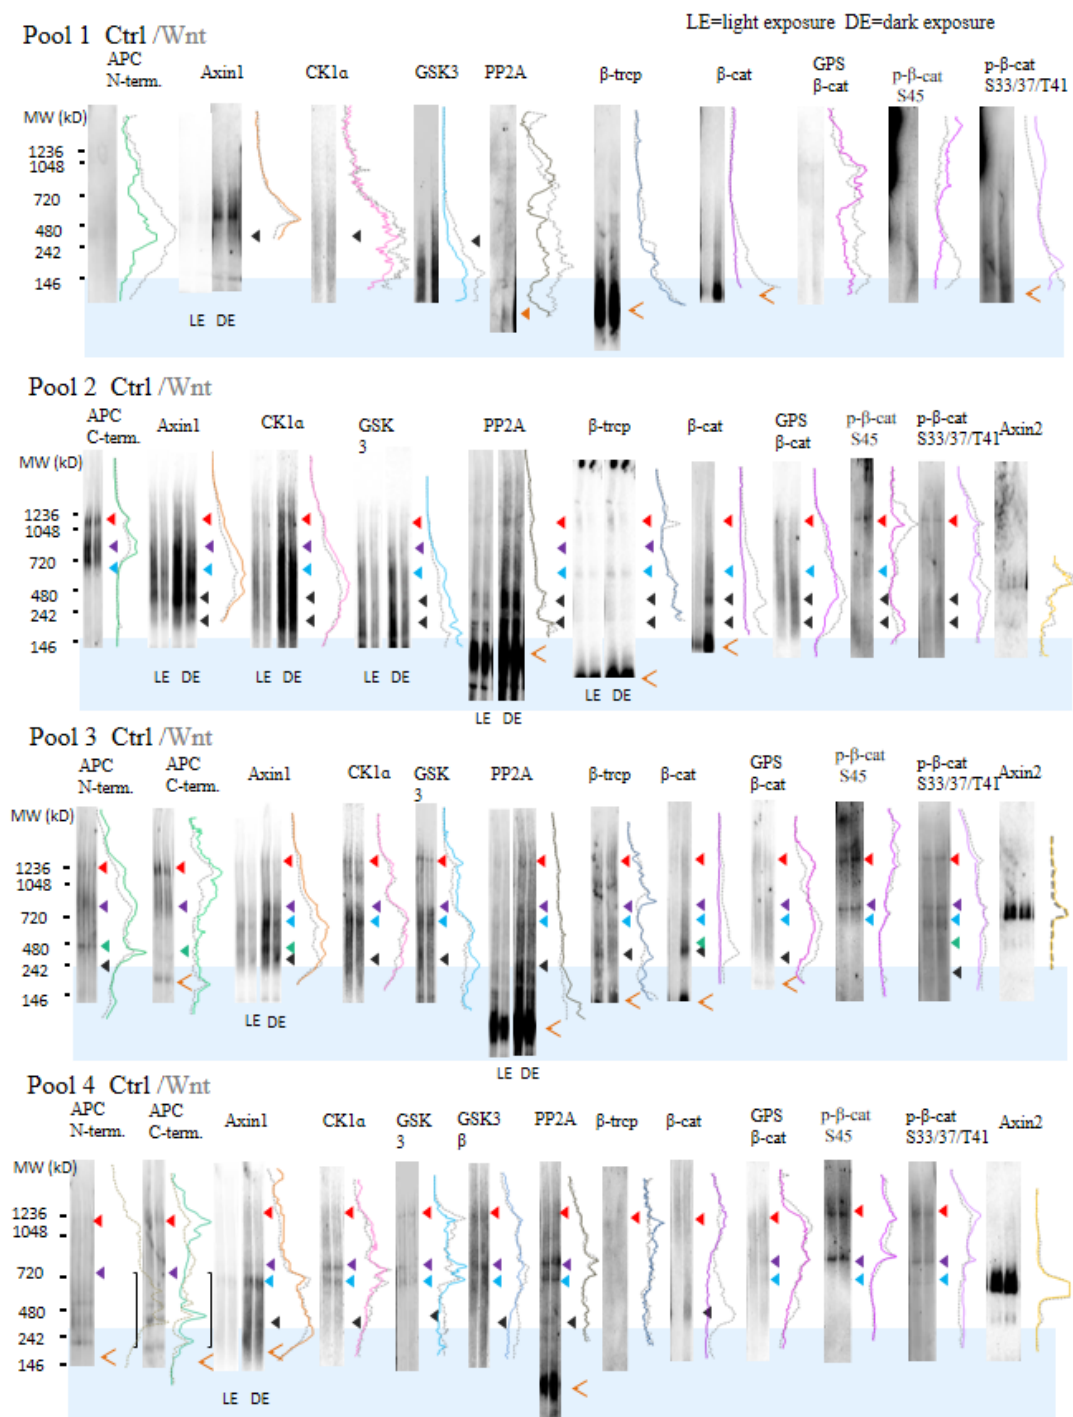 LE=light exposure DE=dark exposure
Pool 1 Ctrl /Wnt
APC N-term.
Axin1
CK1α
GSK3
PP2A
β-trcp
β-cat
GPS β-cat
p-β-cat S45
p-β-cat S33/37/T41
MW (kD)
1236
1048
720
480
242
146
LE DE
Pool 2 Ctrl /Wnt
APC C-term.
Axin1
CK1α
GSK 3
PP2A
β-trcp
β-cat
GPS β-cat
p-β-cat S45
p-β-cat S33/37/T41
Axin2
MW (kD)
1236
1048
720
480
242
146
LE DE
LE DE
LE DE
LE DE
LE DE
Pool 3 Ctrl /Wnt
APC N-term.
APC C-term.
Axin1
CK1α
GSK 3
PP2A
β-trcp
β-cat
GPS β-cat
p-β-cat S45
p-β-cat S33/37/T41
Axin2
MW (kD)
1236
1048
720
480
242
146
LE DE
LE DE
Pool 4 Ctrl /Wnt
APC N-term.
APC C-term.
Axin1
CK1α
GSK 3
GSK3 β
PP2A
β-trcp
β-cat
GPS β-cat
p-β-cat S45
p-β-cat S33/37/T41
Axin2
MW (kD)
1236
1048
720
480
242
146
LE DE